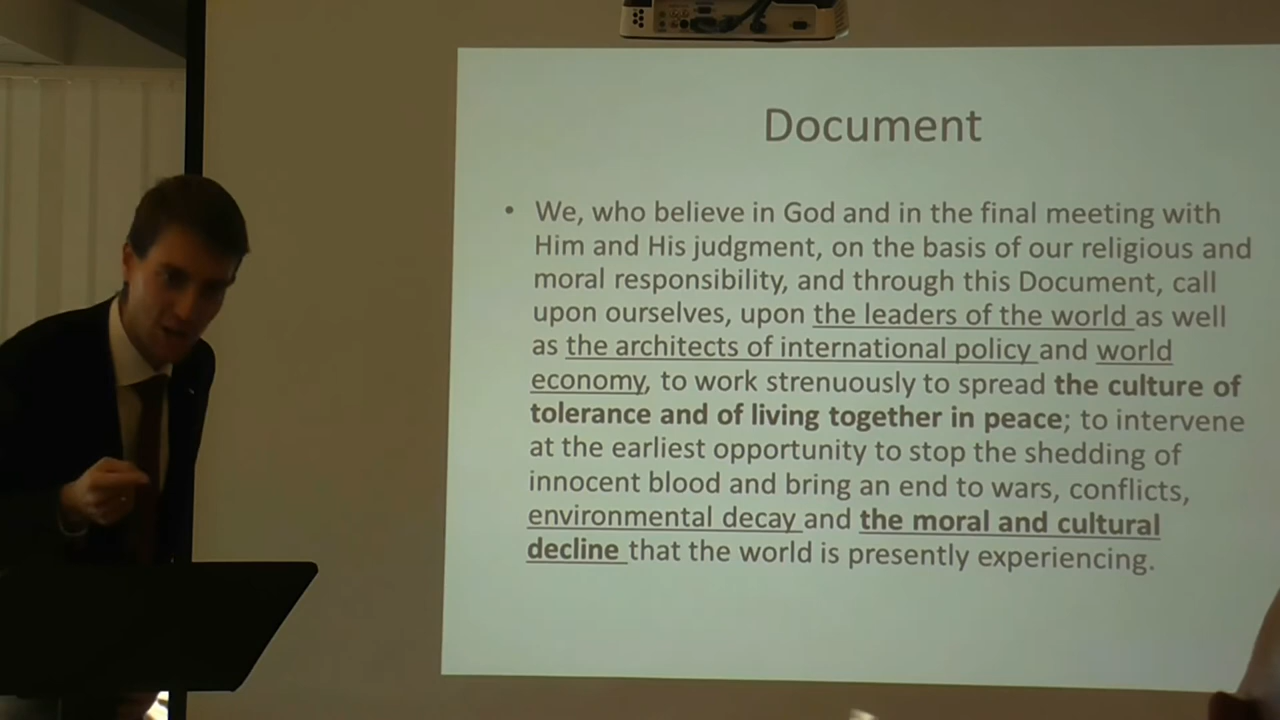 Document
• We, who believe in God and in the final meeting with
Him and His judgment, on the basis of our religious and
moral responsibility, and through this Document, call
upon ourselves, upon the leaders of the world as well
as the architects of international policy and world
economy, to work strenuously to spread the culture of
tolerance and of living together in peace; to intervene
at the earliest opportunity to stop the shedding of
innocent blood and bring an end to wars, conflicts,
environmental decay and the moral and cultural
decline that the world is presently experiencing.